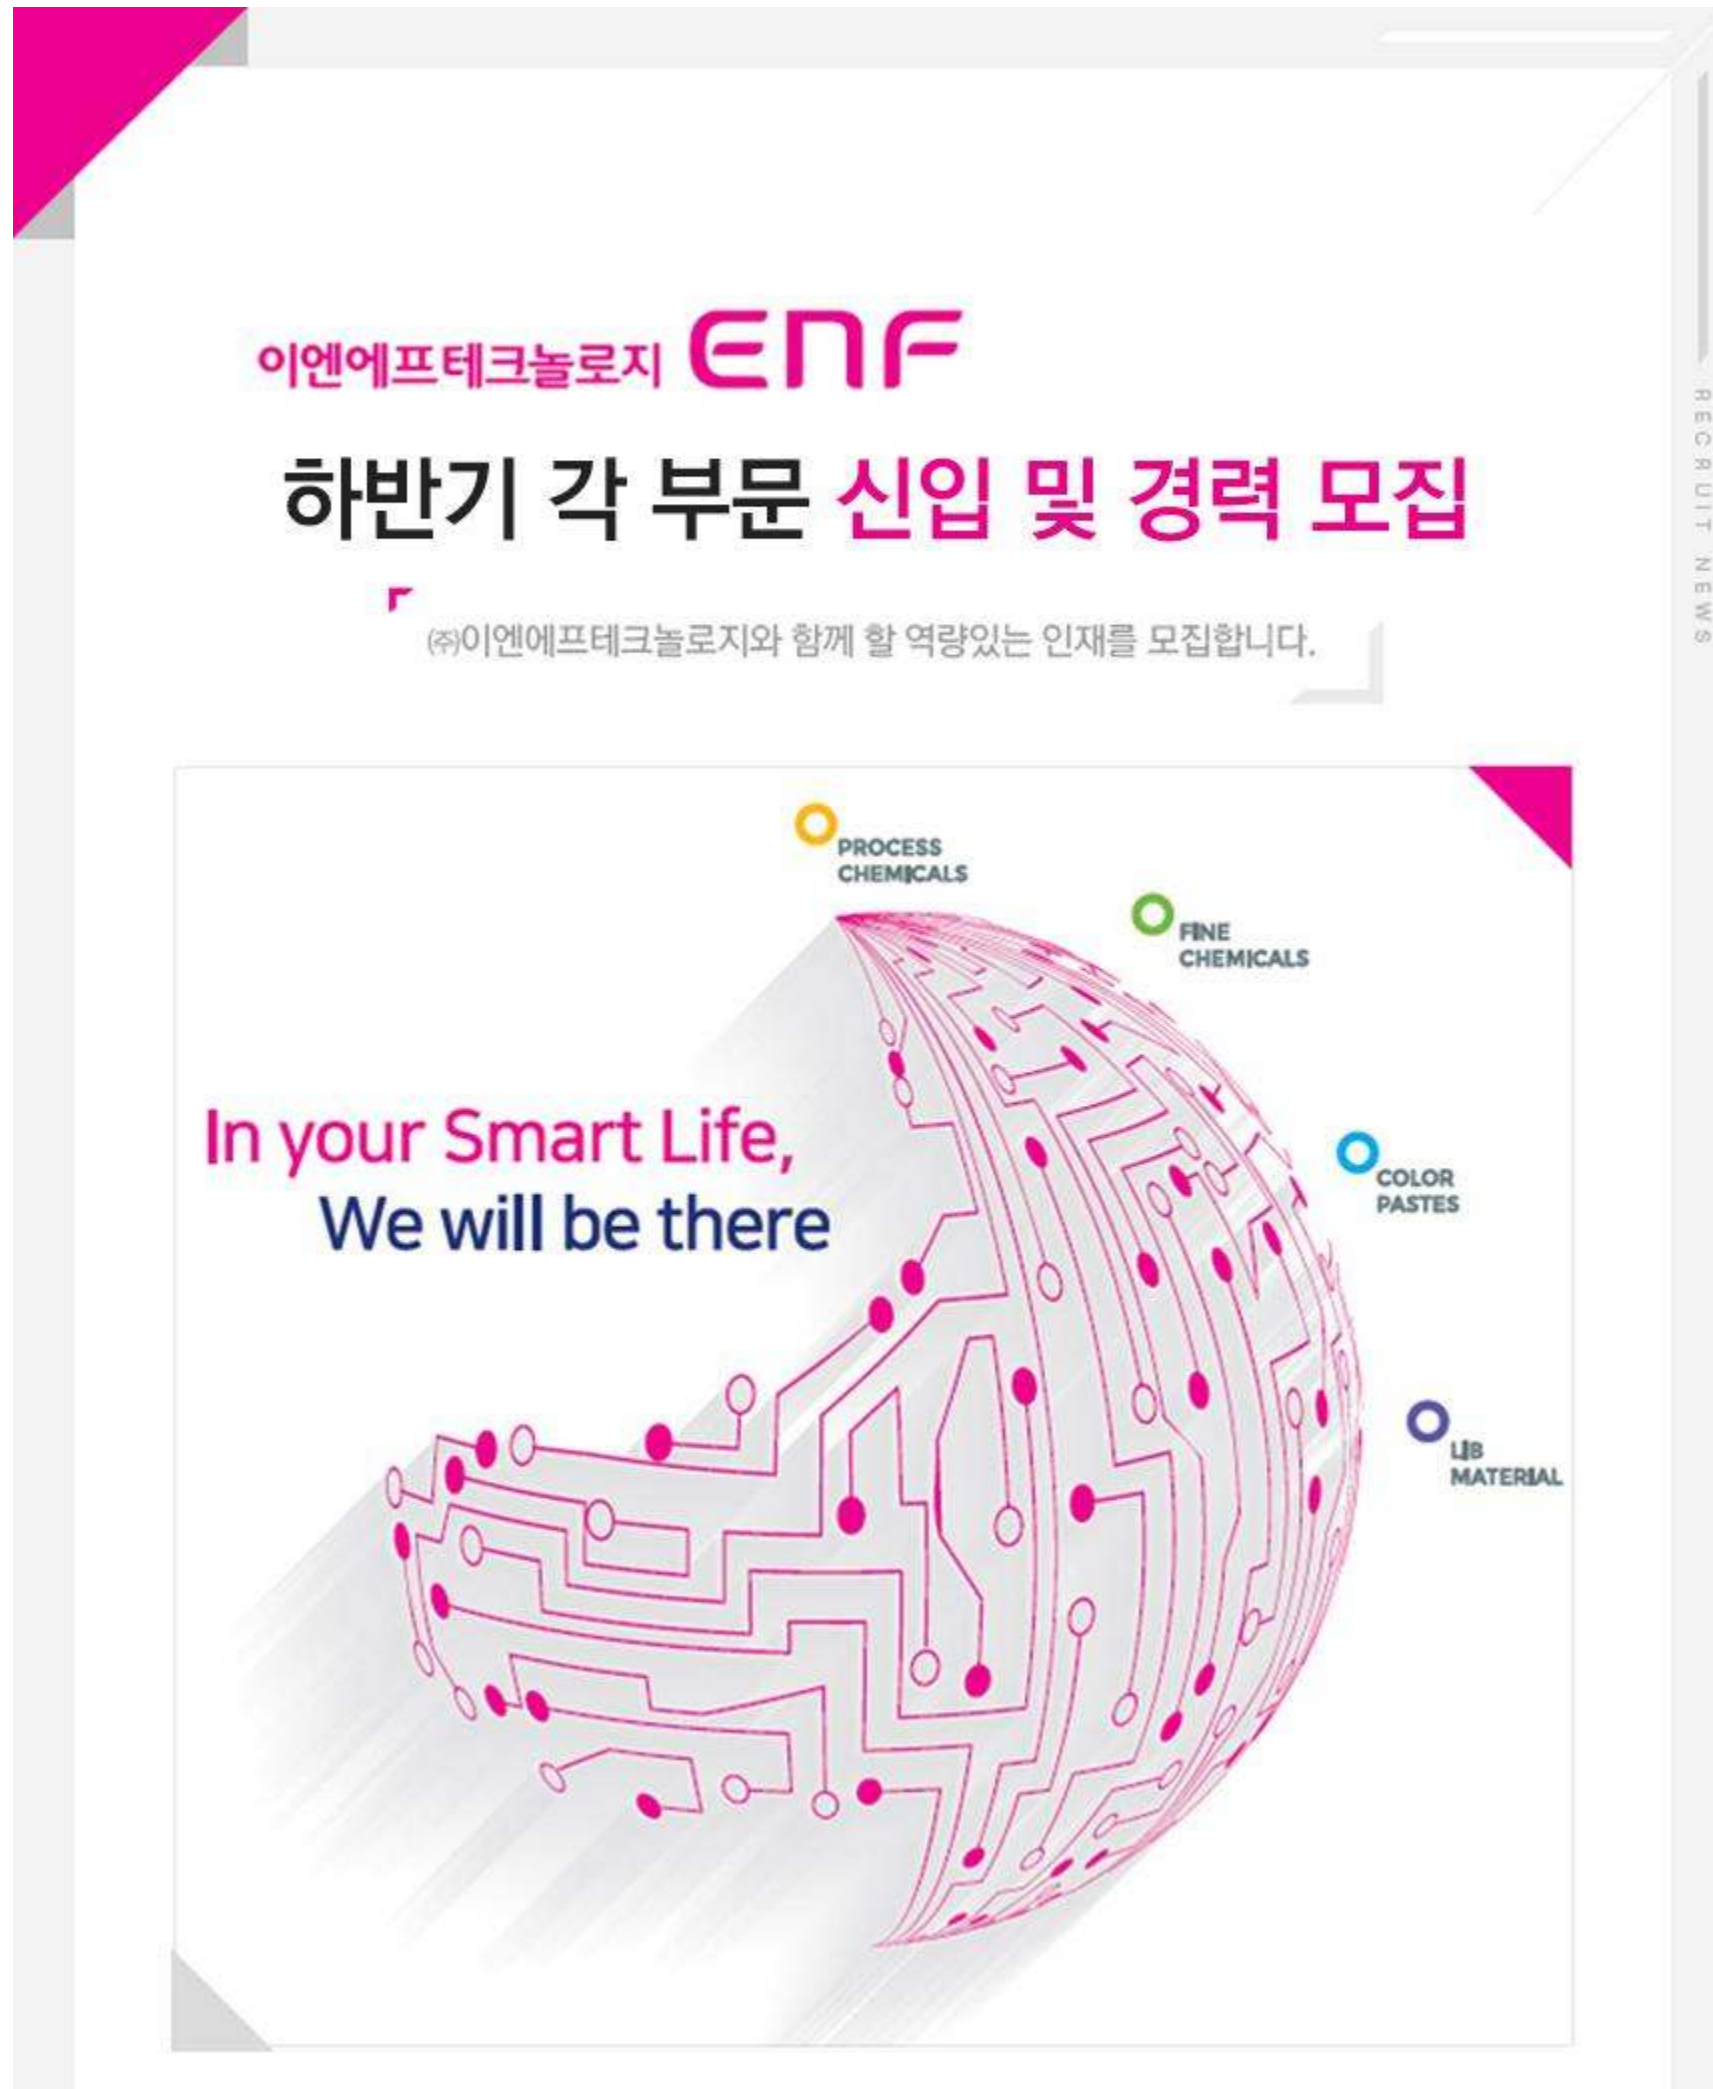 이엔에프테크놀로지 ENF
하반기 각 부문 신입 및 경력 모집
㈜이엔에프테크놀로지와 함께 할 역량있는 인재를 모집합니다.
RECRUIT NEWS
PROCESS
CHEMICALS
FINE
CHEMICALS
In your Smart Life,
We will be there
COLOR
PASTES
LIB
MATERIAL